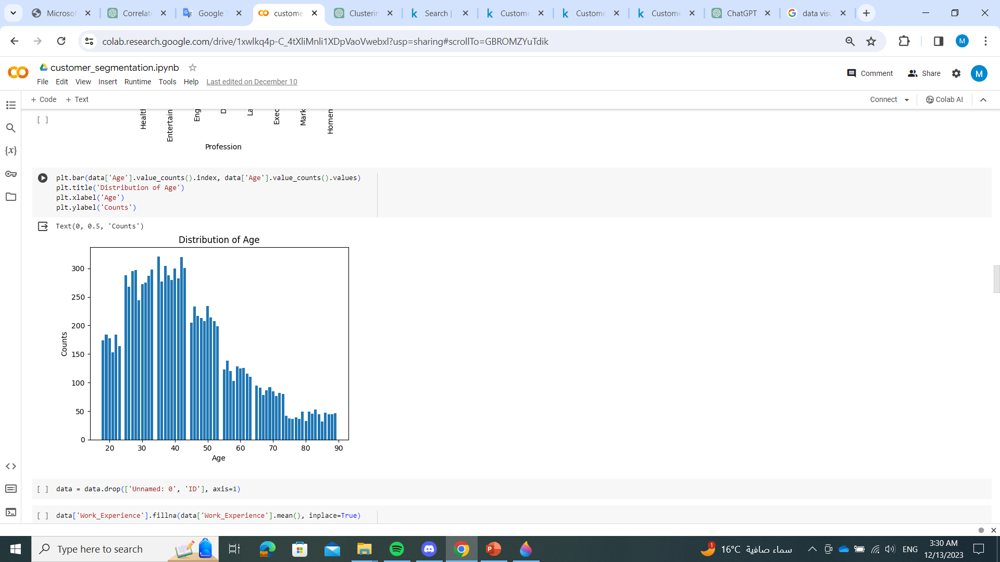 Microsof
Correlat
Google T
custome
Clusterin
Search |
Custome
Custome
Custome
ChatGPT
data visu
colab.research.google.com/drive/1xwlkq4p-C_4tXliMnli1XDpVaoVwebxl?usp=sharing#scrollTo=GBROMZYuTdik
M
customer_segmentation.ipynb
File Edit View Insert Runtime Tools Help Last edited on December 10
Comment Share M
+ Code + Text
Connect Colab AI
[ ]
Healt
Entertain
Eng
D
La
Exec
Mark
Homen
Profession
plt.bar(data['Age'].value_counts().index, data['Age'].value_counts().values)
plt.title('Distribution of Age')
plt.xlabel('Age')
plt.ylabel('Counts')
Text(0, 0.5, 'Counts')
Distribution of Age
300
250
200
150
100
50
0
Counts
20 30 40 50 60 70 80 90
Age
[ ] data = data.drop(['Unnamed: 0', 'ID'], axis=1)
[ ] data['Work_Experience'].fillna(data['Work_Experience'].mean(), inplace=True)
{x}
Type here to search
1
16°C سماء صافية
ENG
3:30 AM
12/13/2023